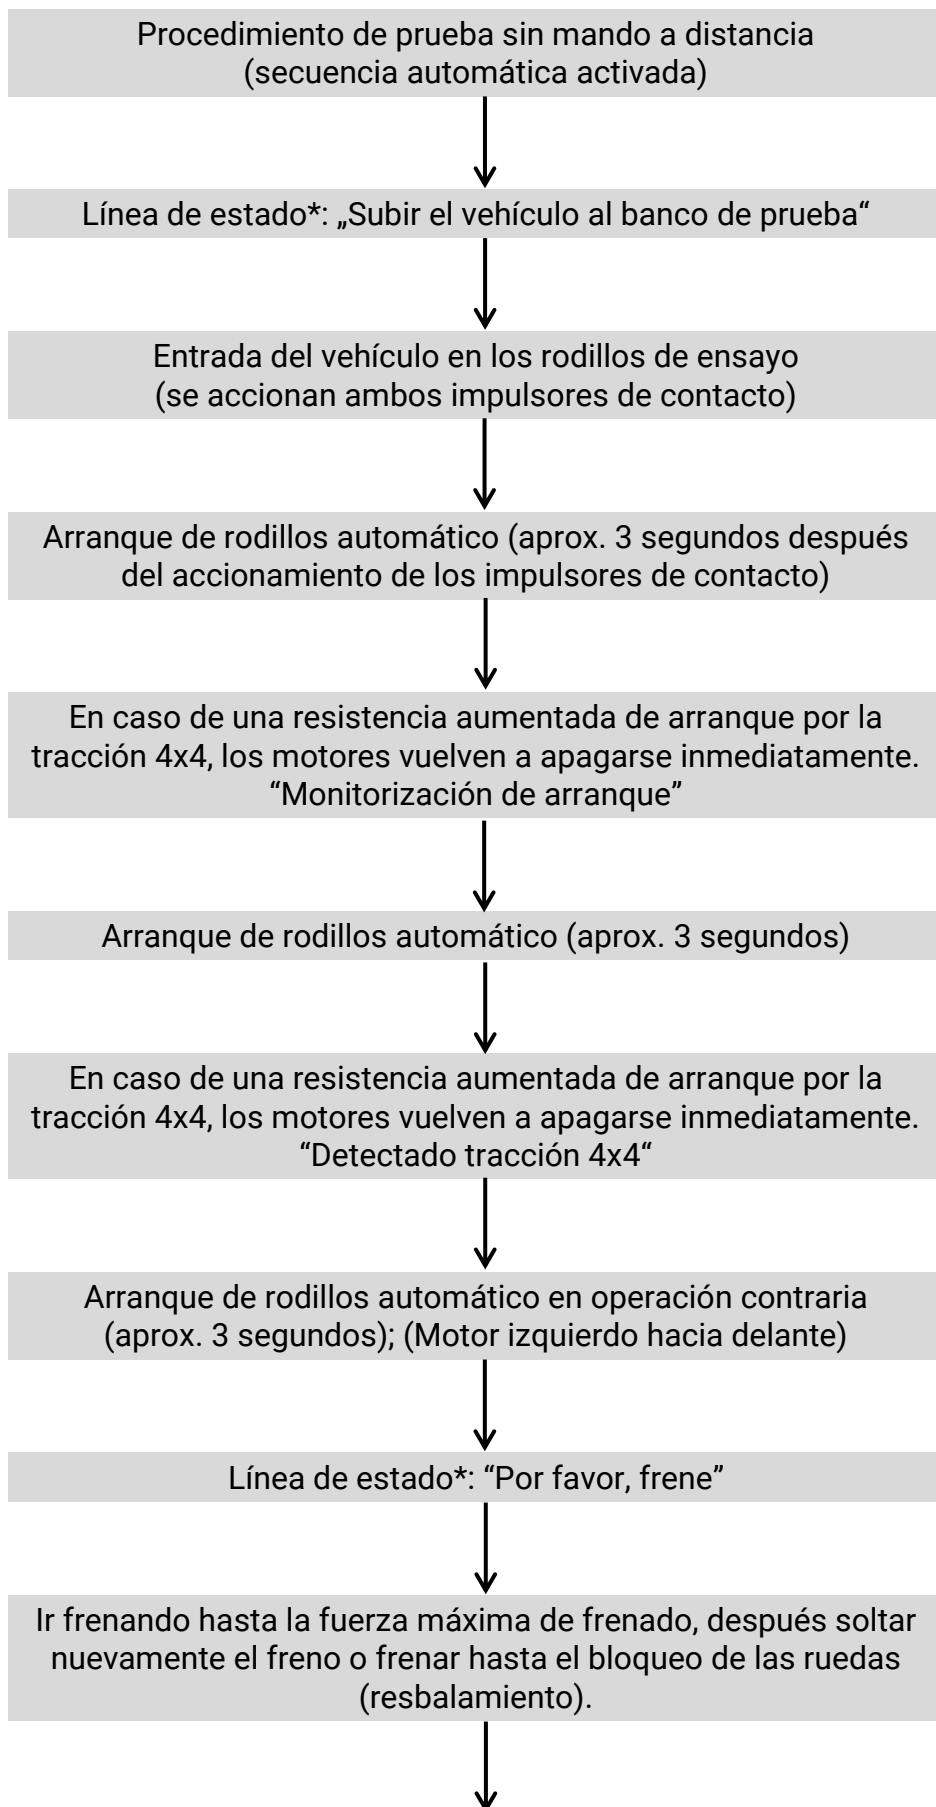 Procedimiento de prueba sin mando a distancia
(secuencia automática activada)
Línea de estado*: „Subir el vehículo al banco de prueba“
Entrada del vehículo en los rodillos de ensayo
(se accionan ambos impulsores de contacto)
Arranque de rodillos automático (aprox. 3 segundos después
del accionamiento de los impulsores de contacto)
En caso de una resistencia aumentada de arranque por la
tracción 4x4, los motores vuelven a apagarse inmediatamente.
“Monitorización de arranque”
Arranque de rodillos automático (aprox. 3 segundos)
En caso de una resistencia aumentada de arranque por la
tracción 4x4, los motores vuelven a apagarse inmediatamente.
“Detectado tracción 4x4“
Arranque de rodillos automático en operación contraria
(aprox. 3 segundos); (Motor izquierdo hacia delante)
Línea de estado*: “Por favor, frene”
Ir frenando hasta la fuerza máxima de frenado, después soltar
nuevamente el freno o frenar hasta el bloqueo de las ruedas
(resbalamiento).